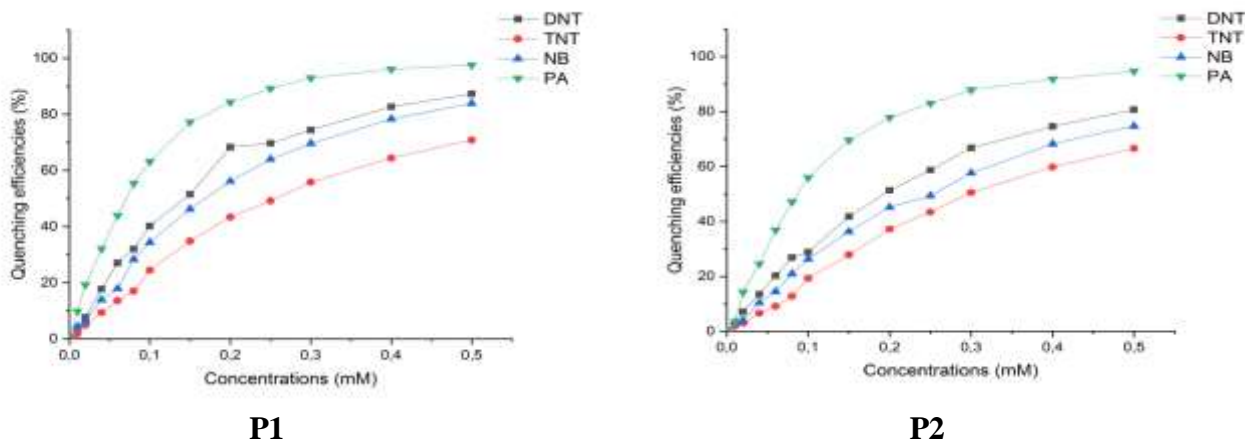 DNT
TNT
NB
PA
100
80
60
40
20
0
Quenching efficiencies (%)
0,0 0,1 0,2 0,3 0,4 0,5
Concentrations (mM)
P1
DNT
TNT
NB
PA
100
80
60
40
20
0
Quenching efficiencies (%)
0,0 0,1 0,2 0,3 0,4 0,5
Concentrations (mM)
P2